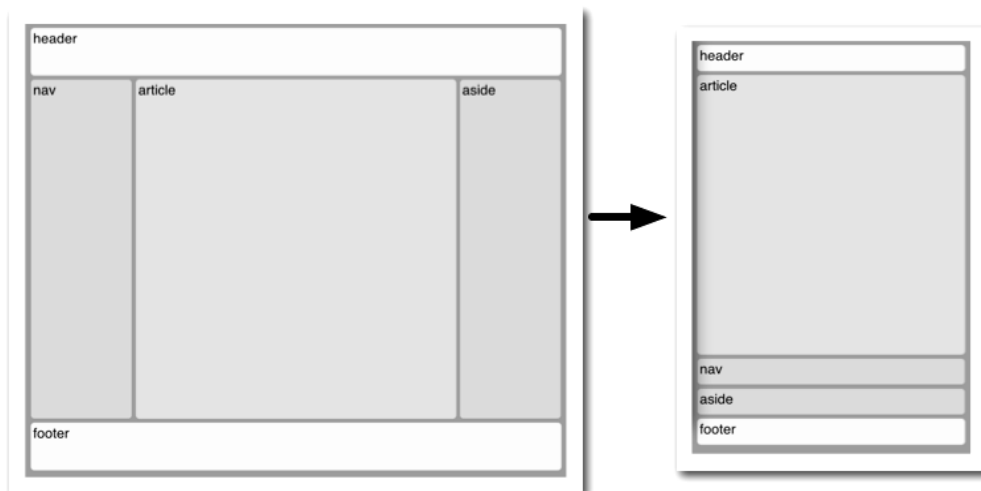 header
nav
article
aside
footer
header
article
nav
aside
footer